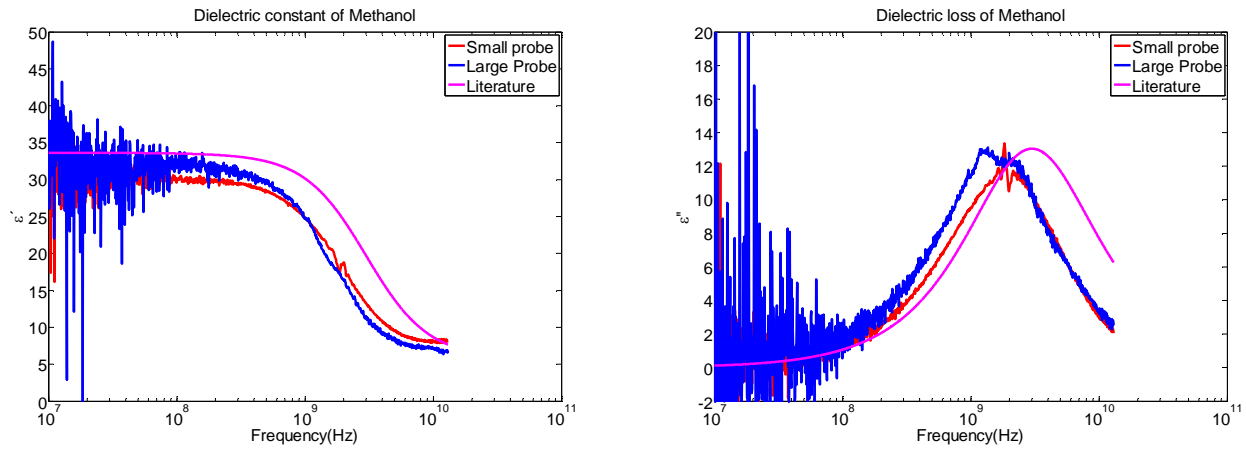 Dielectric constant of Methanol
50
45
40
35
30
25
20
15
10
5
0
ε′
Small probe
Large Probe
Literature
10^7
10^8
10^9
10^10
10^11
Frequency(Hz)
Dielectric loss of Methanol
20
18
16
14
12
10
8
6
4
2
0
-2
ε''
Small probe
Large Probe
Literature
10^7
10^8
10^9
10^10
10^11
Frequency(Hz)